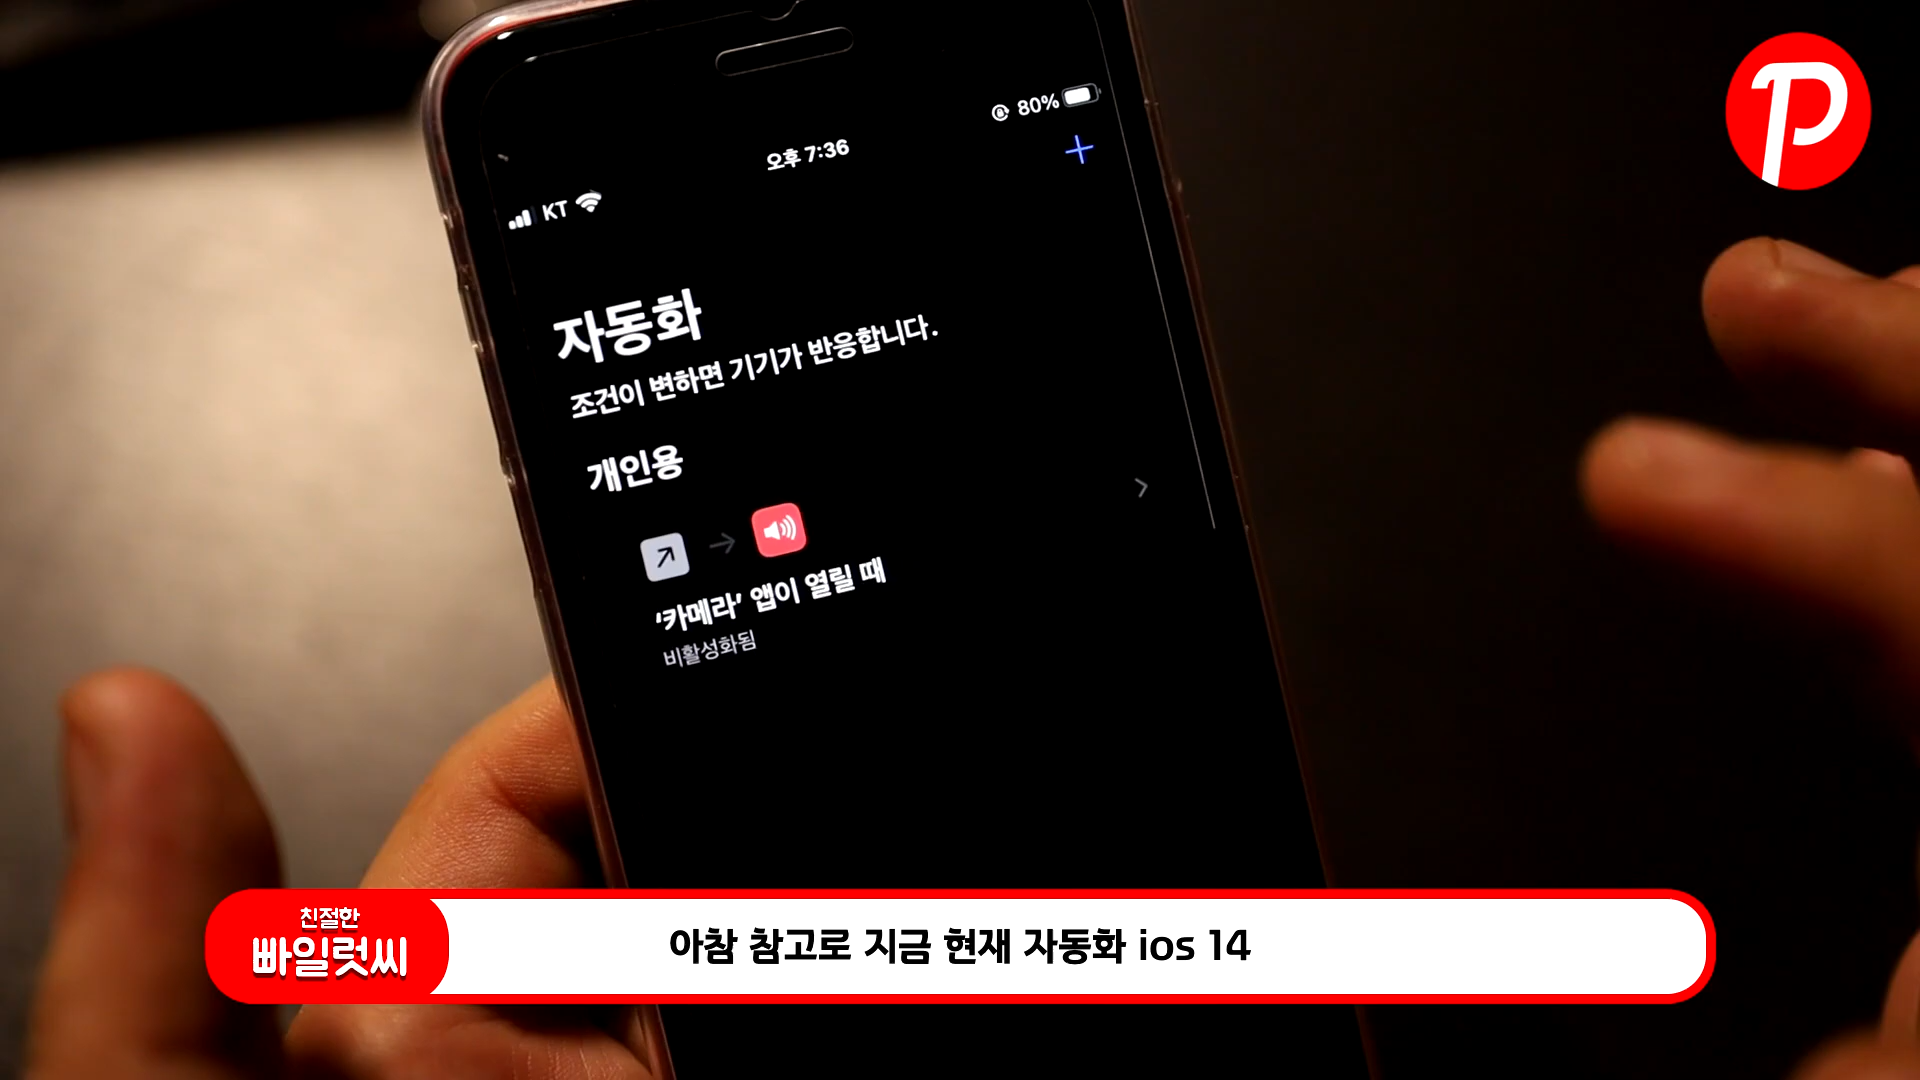 80%
오후 7:36
KT
자동화
조건이 변하면 기기가 반응합니다.
개인용
‘카메라’ 앱이 열릴 때
비활성화됨
친절한
빠일럿씨
아참 참고로 지금 현재 자동화 ios 14
P